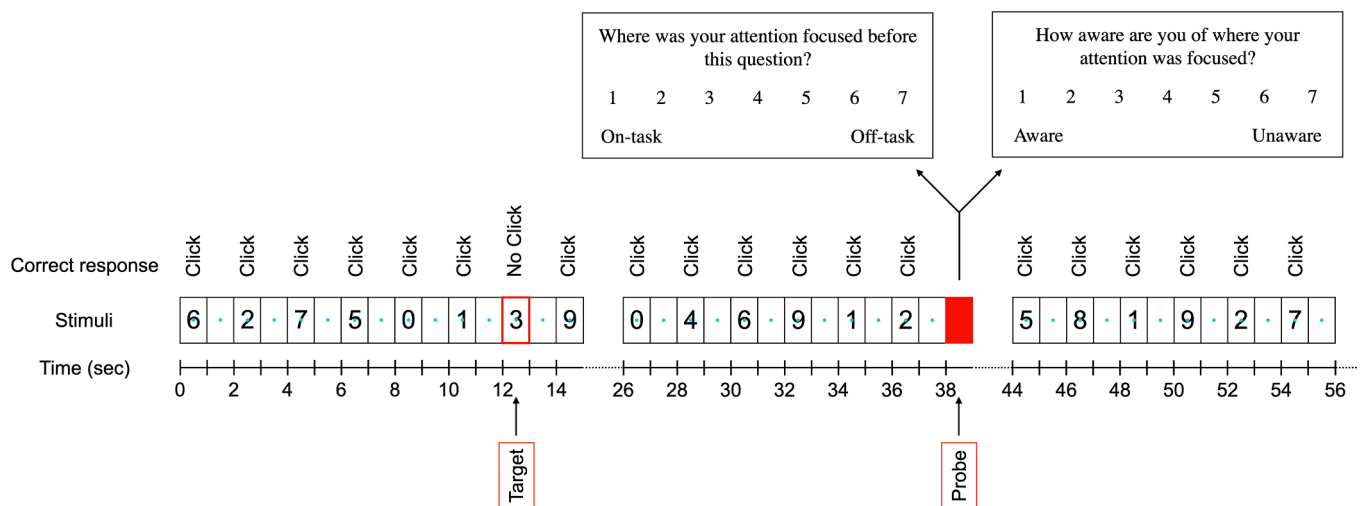 Where was your attention focused before
this question?
1 2 3 4 5 6 7
On-task Off-task
How aware are you of where your
attention was focused?
1 2 3 4 5 6 7
Aware Unaware
Correct response Click Click Click Click Click Click No Click Click Click Click Click Click Click Click Click Click Click Click Click Click
Stimuli 6 2 7 5 0 1 3 9 0 4 6 9 1 2 5 8 1 9 2 7
Time (sec) 0 2 4 6 8 10 12 14 26 28 30 32 34 36 38 44 46 48 50 52 54 56
Target
Probe